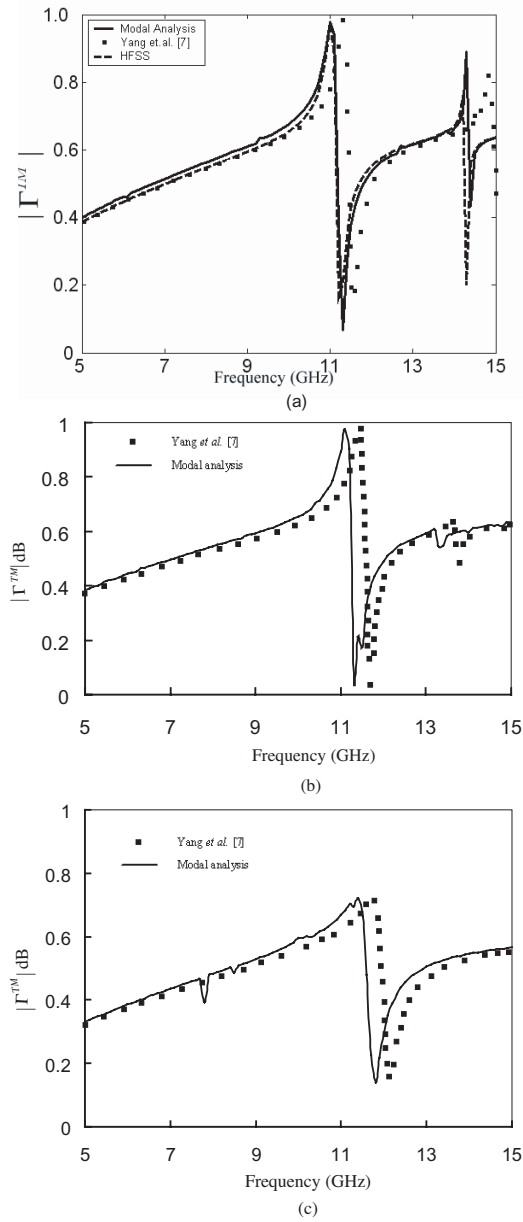 Modal Analysis
Yang et.al. [7]
HFSS
1.0
0.8
0.6
0.4
0.2
0
|Γᵀᴹ|
5 7 9 11 13 15
Frequency (GHz)
(a)
Yang et al. [7]
Modal analysis
1
0.8
0.6
0.4
0.2
0
|Γᵀᴹ| dB
5 7 9 11 13 15
Frequency (GHz)
(b)
Yang et al. [7]
Modal analysis
1
0.8
0.6
0.4
0.2
0
|Γᵀᴹ| dB
5 7 9 11 13 15
Frequency (GHz)
(c)